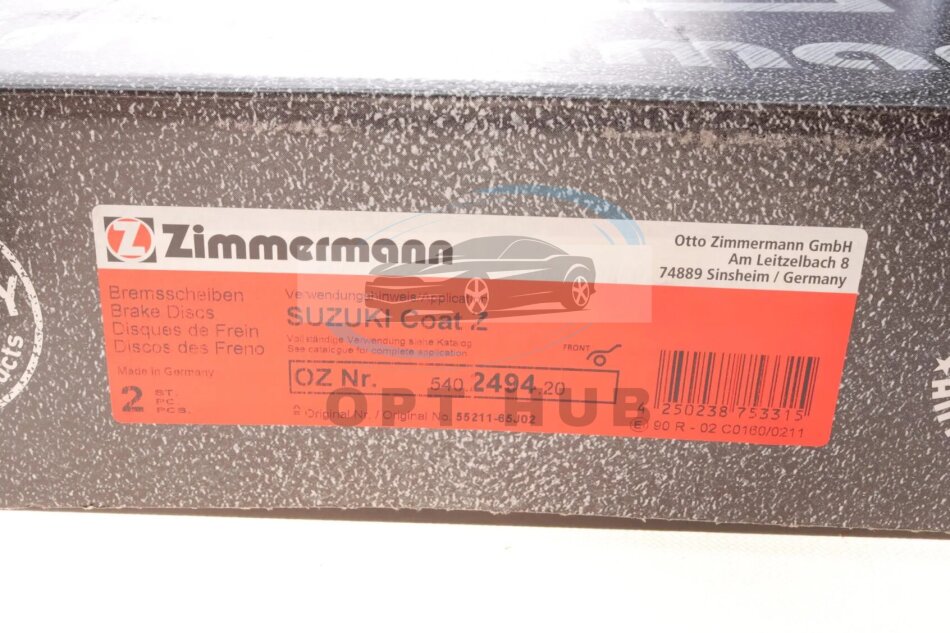 Zimmermann
Otto Zimmermann GmbH
Am Leitzelbach 8
74889 Sinsheim / Germany
Bremsscheiben
Brake Discs
Disques de Frein
Discos des Freno
Made in Germany
2 ST.
PC.
PCS.
Verwendungshinweis/Application
SUZUKI Coat Z
Vollständige Verwendung siehe Katalog
See catalogue for complete application
FRONT
OZ Nr. 540.2494.20
Original Nr. / Original No. 55211-65J02
4 250238 753315
E 90 R - 02 C0160/0211
OPT HUB
ucts